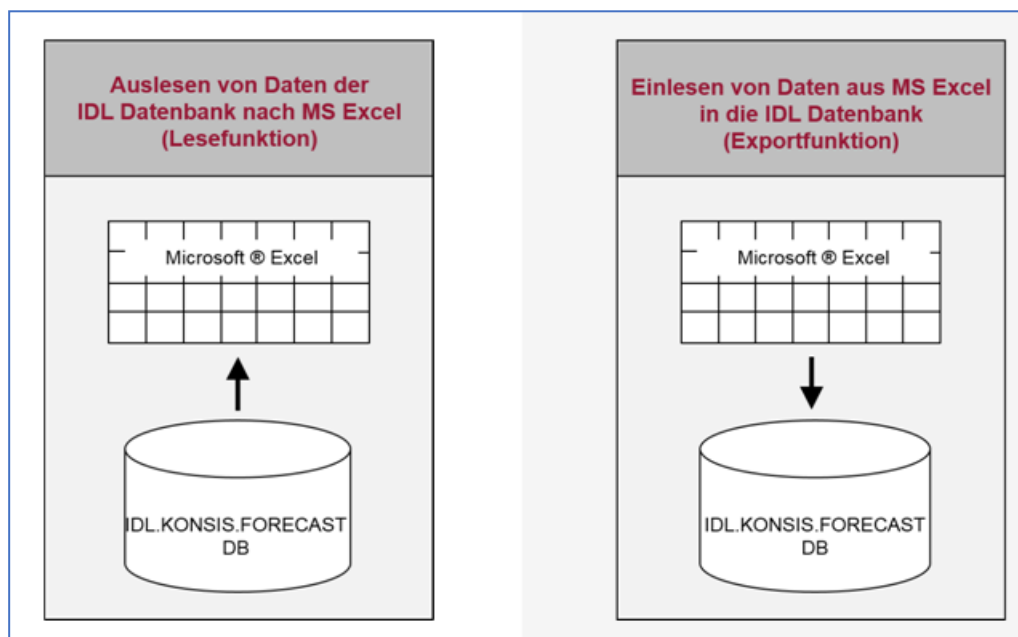 Auslesen von Daten der
IDL Datenbank nach MS Excel
(Lesefunktion)
Microsoft ® Excel
IDL.KONSIS.FORECAST
DB
Einlesen von Daten aus MS Excel
in die IDL Datenbank
(Exportfunktion)
Microsoft ® Excel
IDL.KONSIS.FORECAST
DB